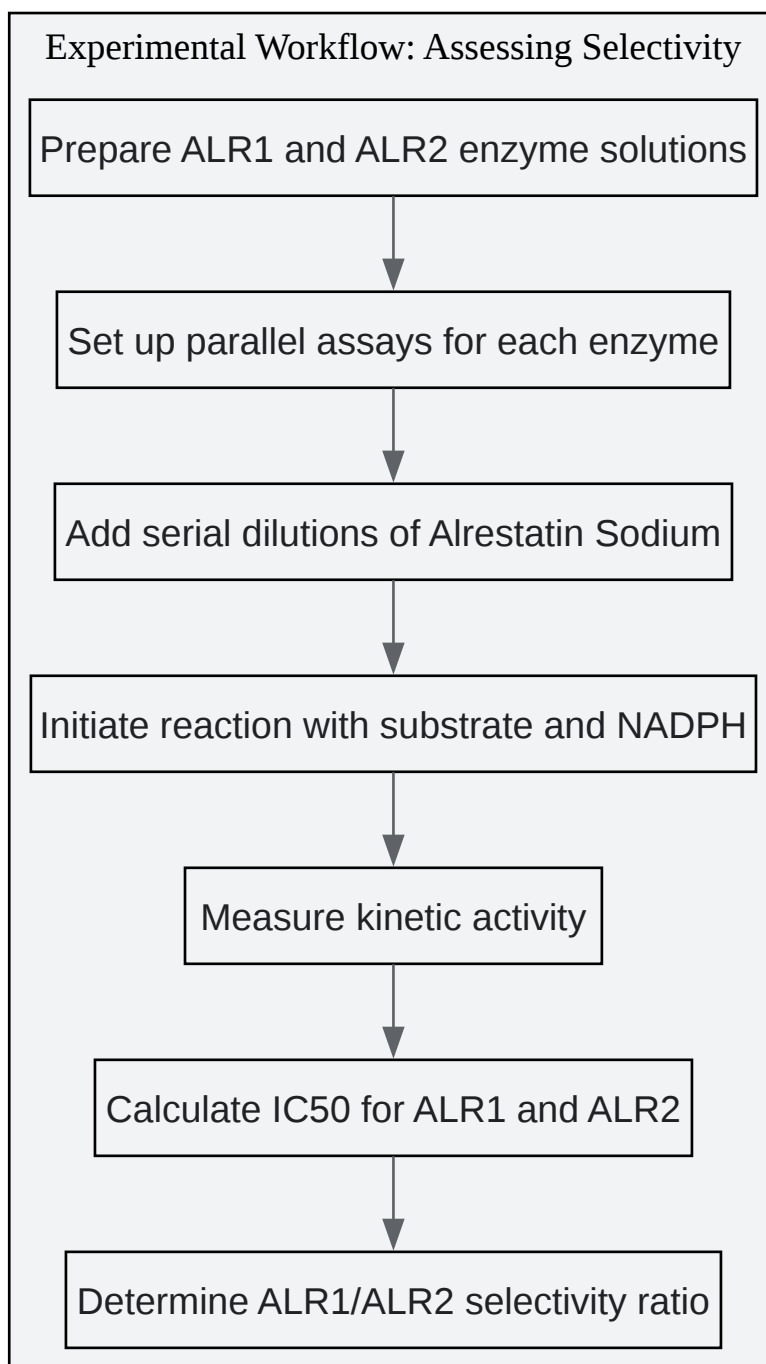 Experimental Workflow: Assessing Selectivity
Prepare ALR1 and ALR2 enzyme solutions
Set up parallel assays for each enzyme
Add serial dilutions of Alrestatin Sodium
Initiate reaction with substrate and NADPH
Measure kinetic activity
Calculate IC50 for ALR1 and ALR2
Determine ALR1/ALR2 selectivity ratio